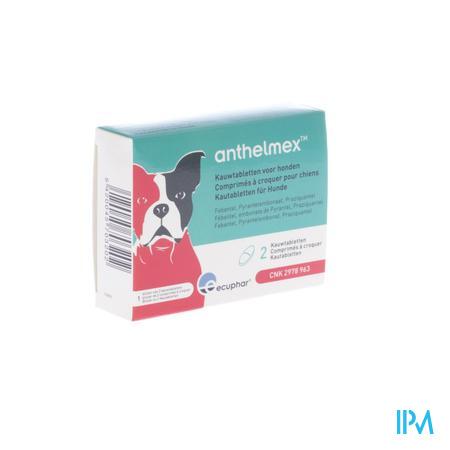 anthelmex™
Kauwtabletten voor honden
Comprimés à croquer pour chiens
Kautabletten für Hunde
Febantel, Pyrantelembonaat, Praziquantel
Fébantel, embonate de Pyrantel, Praziquantel
Febantel, Pyrantelembonat, Praziquantel
2
Kauwtabletten
Comprimés à croquer
Kautabletten
CNK 2978 963
ecuphar
IPM